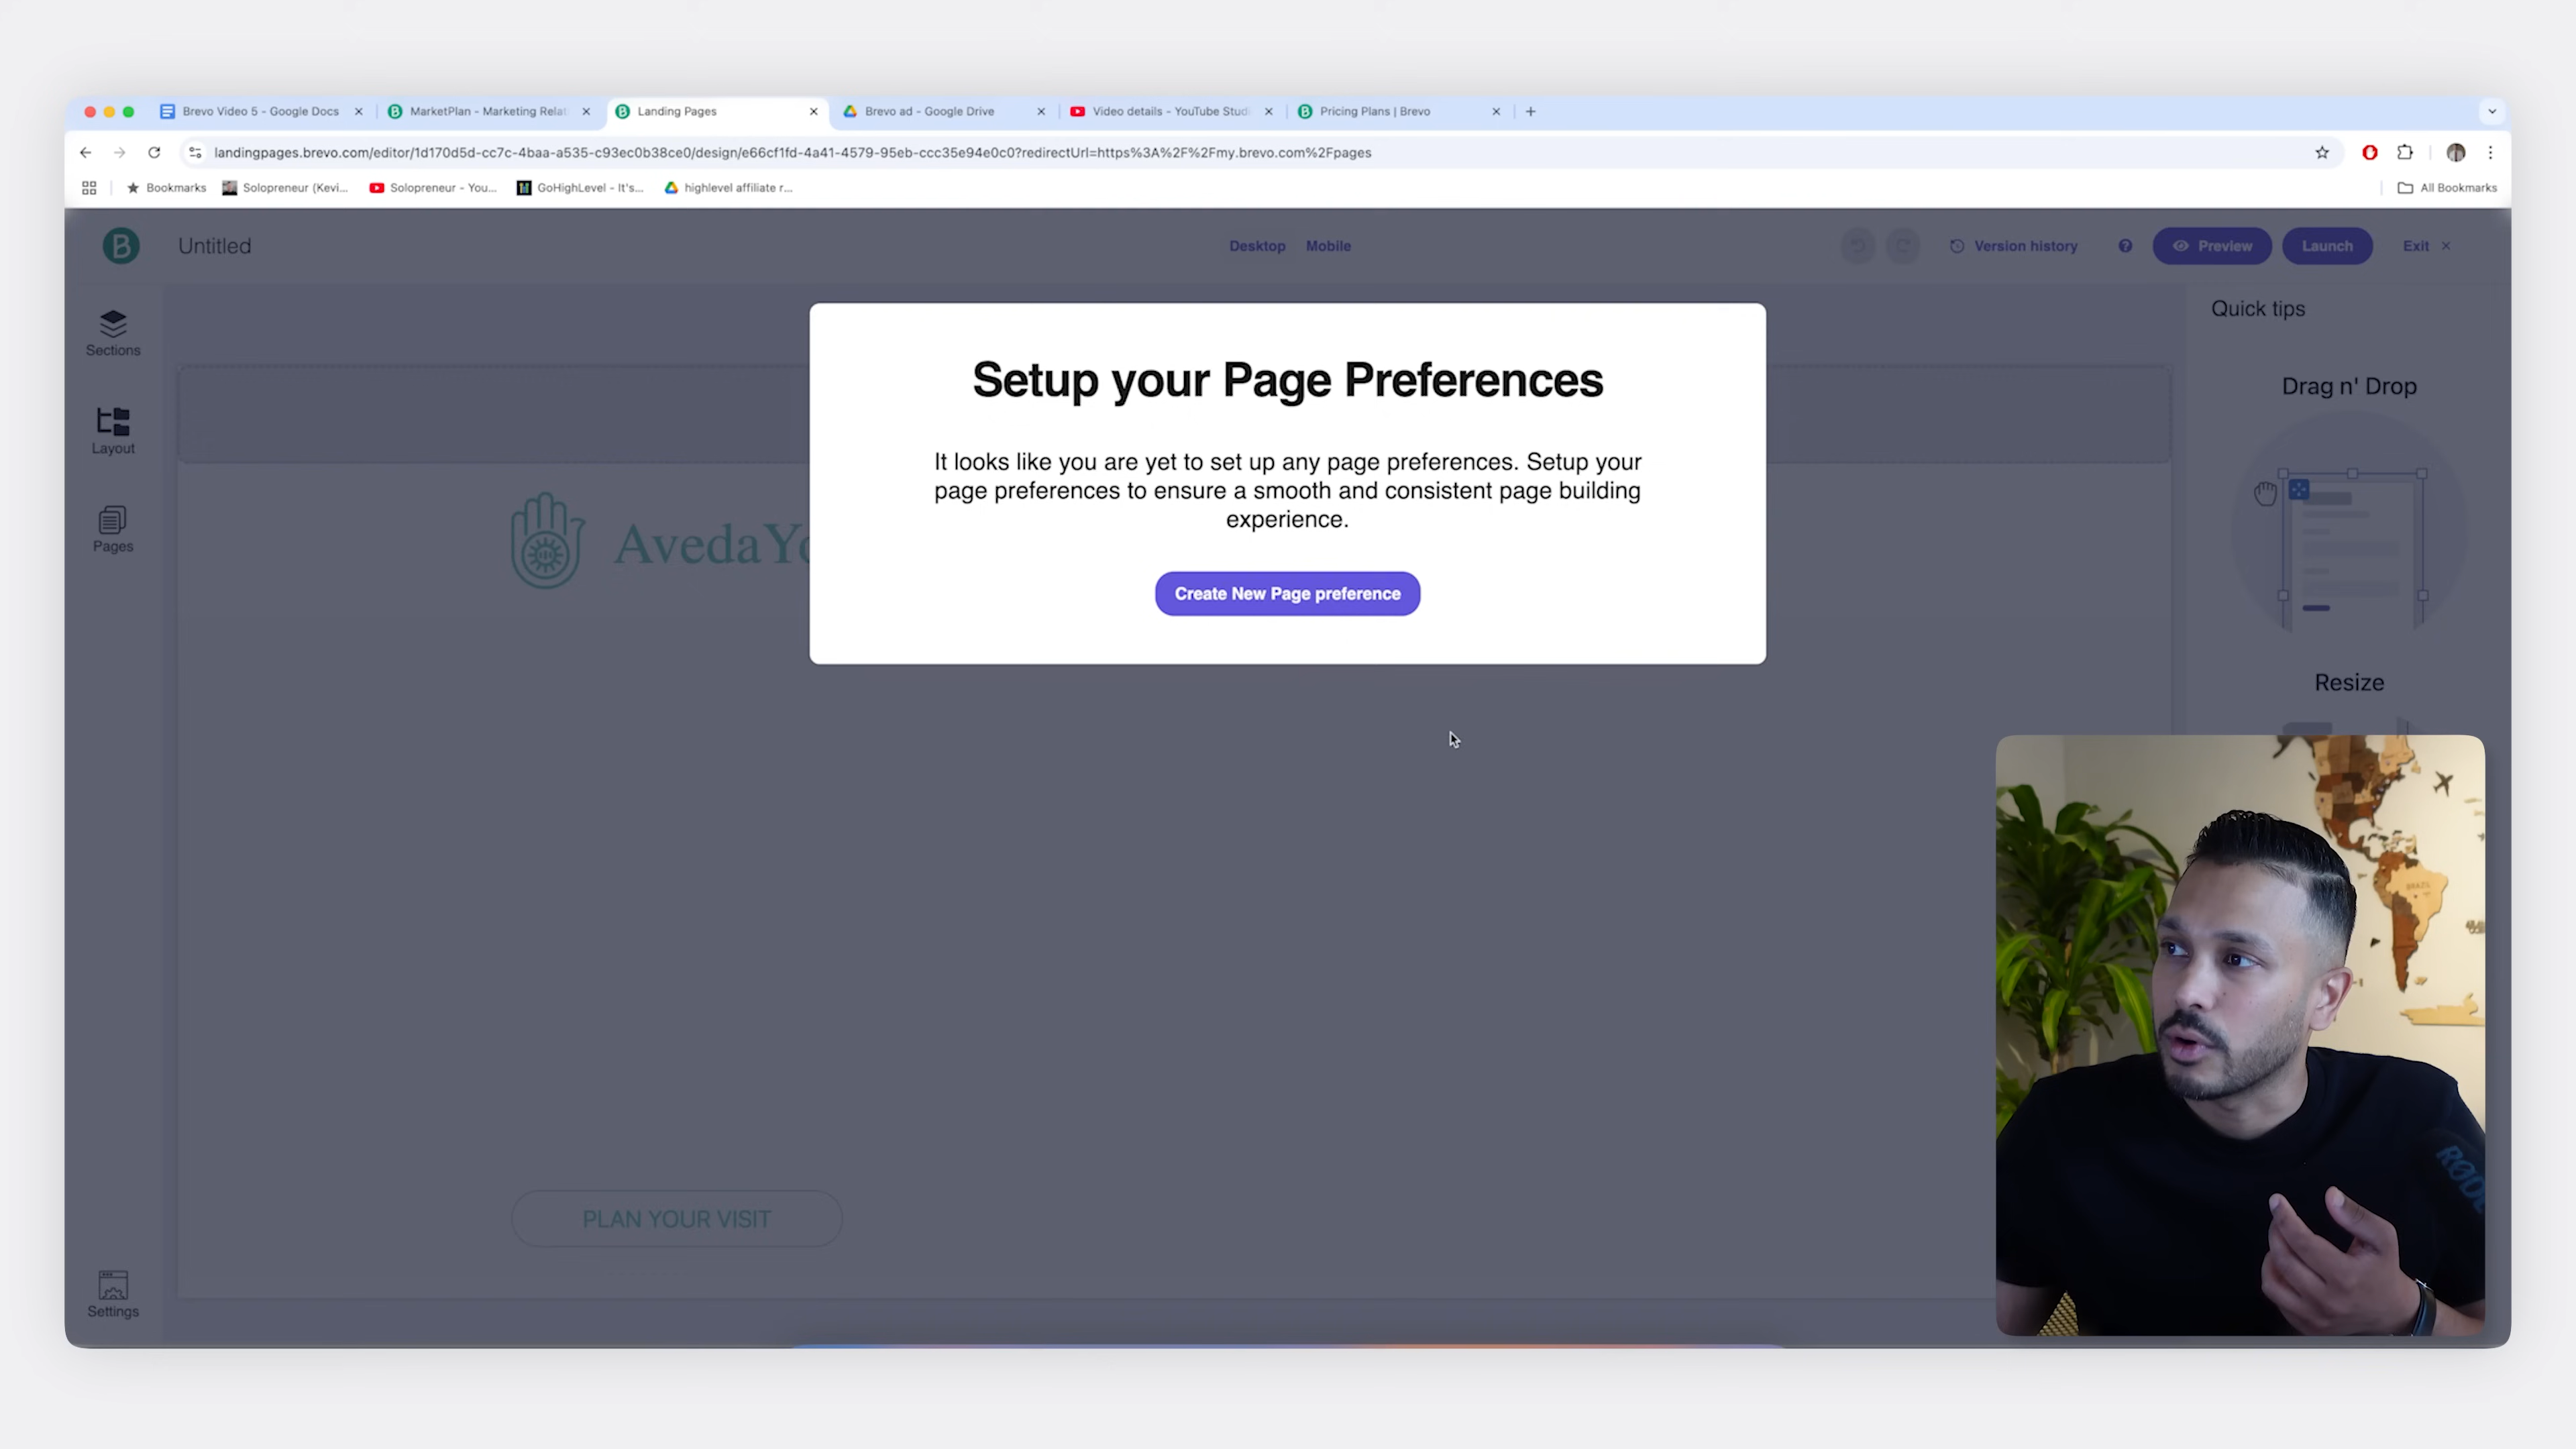 Brevo Video 5 - Google Docs
MarketPlan - Marketing Relat
Landing Pages
Brevo ad - Google Drive
Video details - YouTube Studi
Pricing Plans | Brevo
landingpages.brevo.com/editor/1d170d5d-cc7c-4baa-a535-c93ec0b38ce0/design/e66cf1fd-4a41-4579-95eb-ccc35e94e0c0?redirectUrl=https%3A%2F%2Fmy.brevo.com%2Fpages
Bookmarks
Solopreneur (Kevi...
Solopreneur - You...
GoHighLevel - It's...
highlevel affiliate r...
All Bookmarks
B
Untitled
Desktop
Mobile
Version history
Preview
Launch
Exit
Sections
Layout
Pages
Settings
Quick tips
Drag n' Drop
Resize
Setup your Page Preferences
It looks like you are yet to set up any page preferences. Setup your
page preferences to ensure a smooth and consistent page building
experience.
Create New Page preference
AvedaYo
PLAN YOUR VISIT
BRAZIL